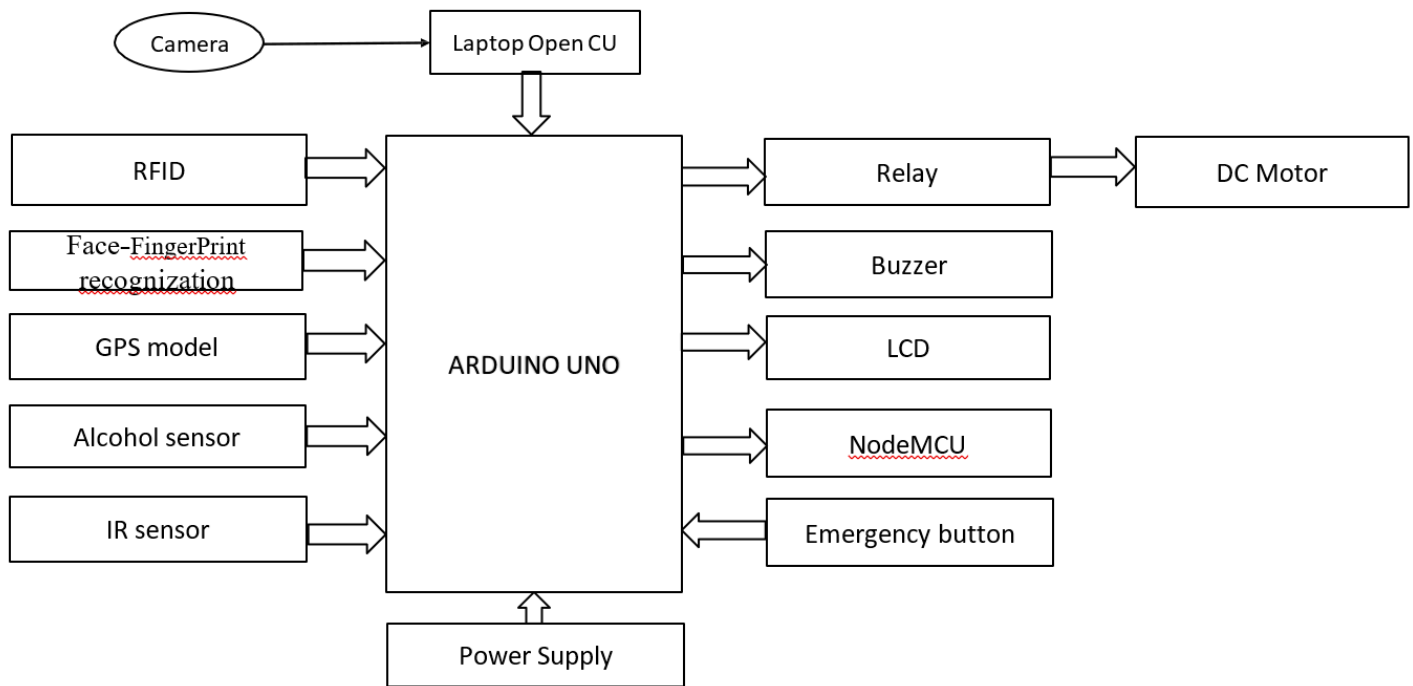 Camera
Laptop Open CU
RFID
Relay
DC Motor
Face-FingerPrint
recognization
Buzzer
GPS model
ARDUINO UNO
LCD
Alcohol sensor
NodeMCU
IR sensor
Emergency button
Power Supply